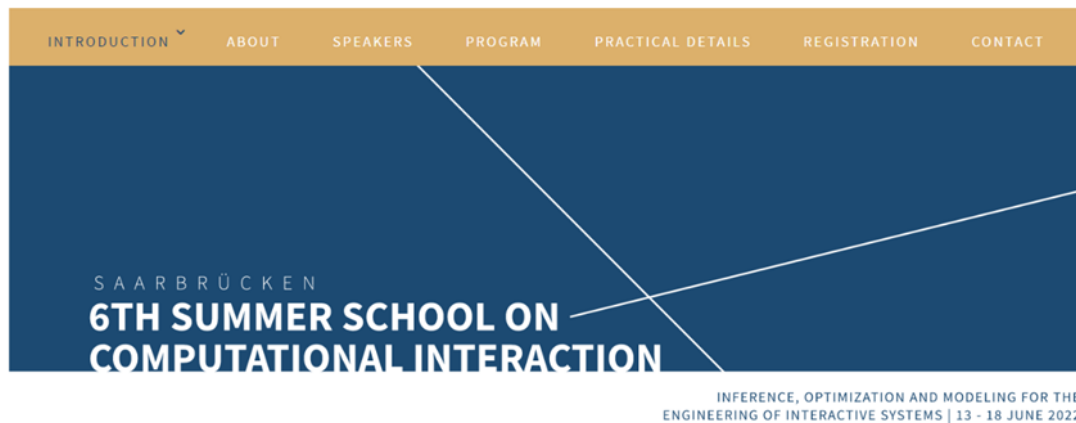 INTRODUCTION ABOUT SPEAKERS PROGRAM PRACTICAL DETAILS REGISTRATION CONTACT
SAARBRÜCKEN
6TH SUMMER SCHOOL ON
COMPUTATIONAL INTERACTION
INFERENCE, OPTIMIZATION AND MODELING FOR THE
ENGINEERING OF INTERACTIVE SYSTEMS | 13 - 18 JUNE 2022